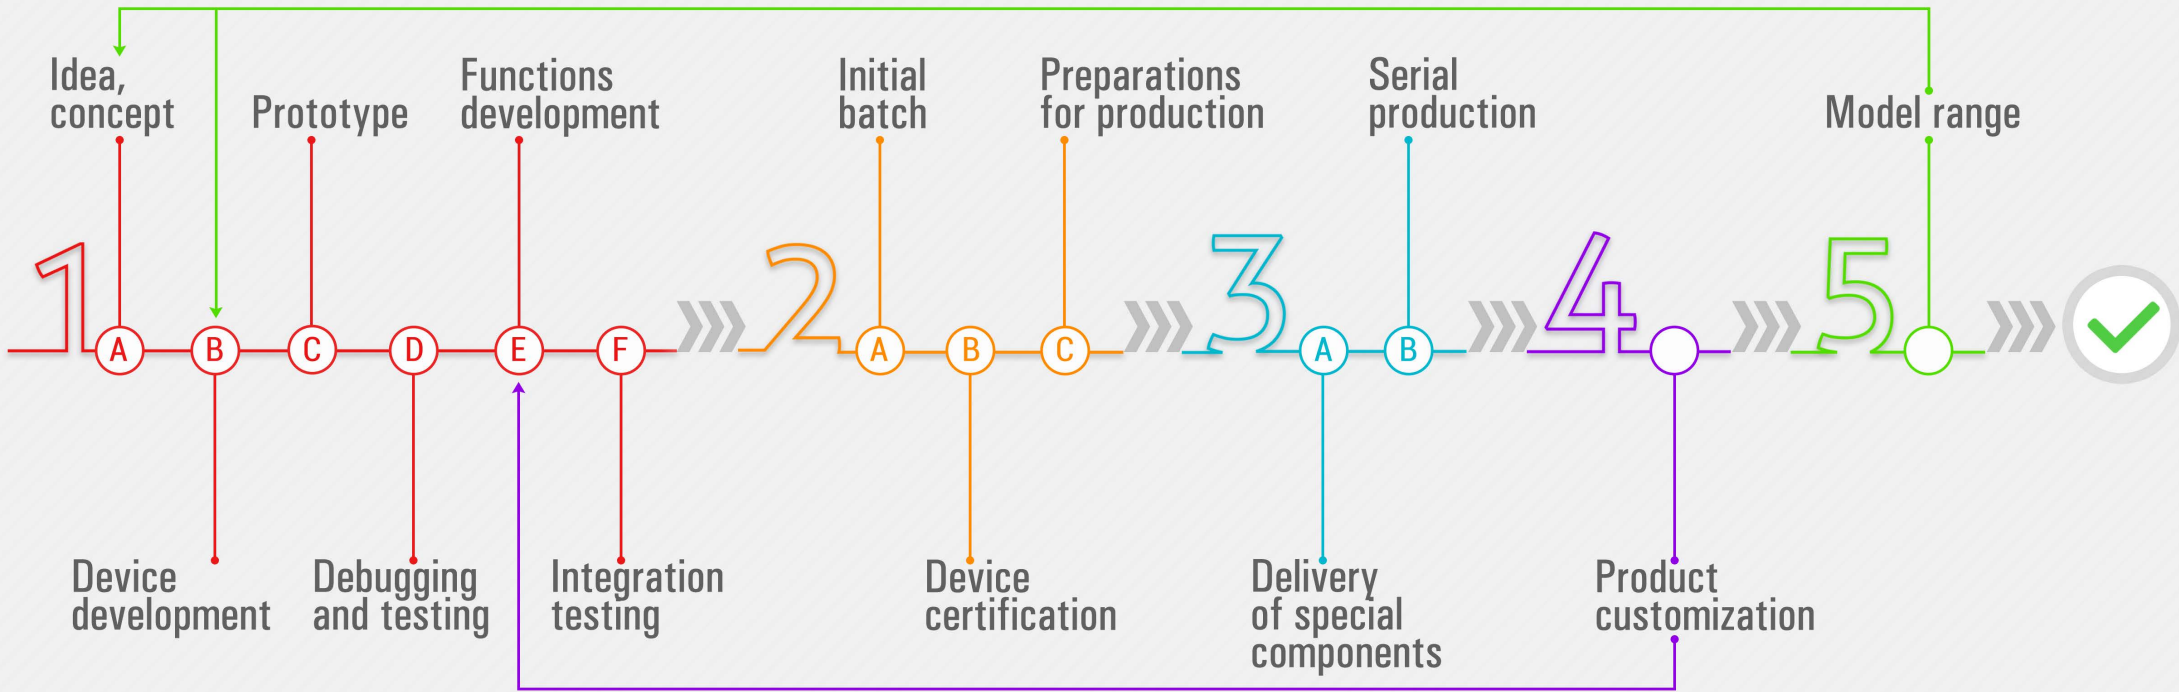 Idea,
concept
Prototype
Functions
development
Initial
batch
Preparations
for production
Serial
production
Model range
1
A
B
C
D
E
F
2
A
B
C
3
A
B
4
5
Device
development
Debugging
and testing
Integration
testing
Device
certification
Delivery
of special
components
Product
customization